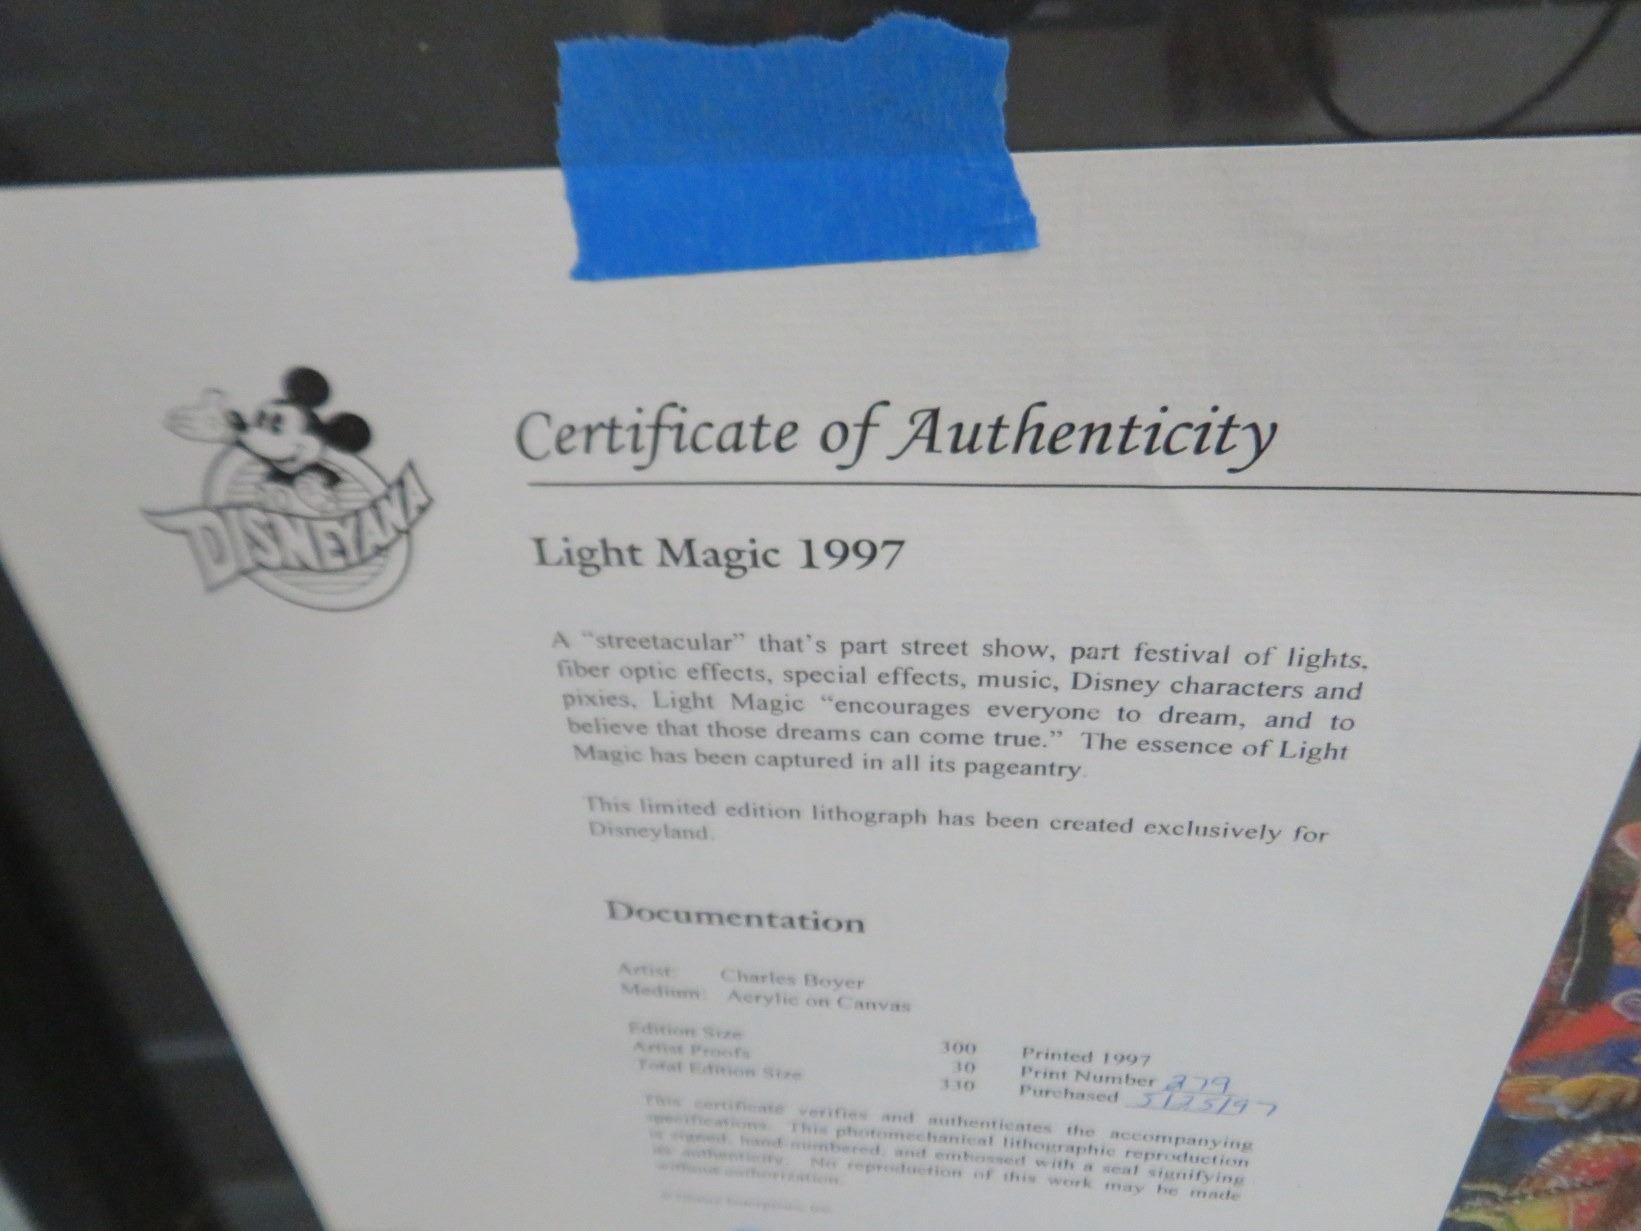 DISNEYANA
Certificate of Authenticity
Light Magic 1997
A "streetacular" that's part street show, part festival of lights,
fiber optic effects, special effects, music, Disney characters and
pixies, Light Magic "encourages everyone to dream, and to
believe that those dreams can come true." The essence of Light
Magic has been captured in all its pageantry.
This limited edition lithograph has been created exclusively for
Disneyland.
Documentation
Artist: Charles Boyer
Medium: Acrylic on Canvas
Edition Size 300 Printed 1997
Artist Proofs 30 Print Number 279
Total Edition Size 330 Purchased 5/25/97
This certificate verifies and authenticates the accompanying
specifications. This photomechanical lithographic reproduction
is signed, hand numbered, and embossed with a seal signifying
its authenticity. No reproduction of this work may be made
without authorization.